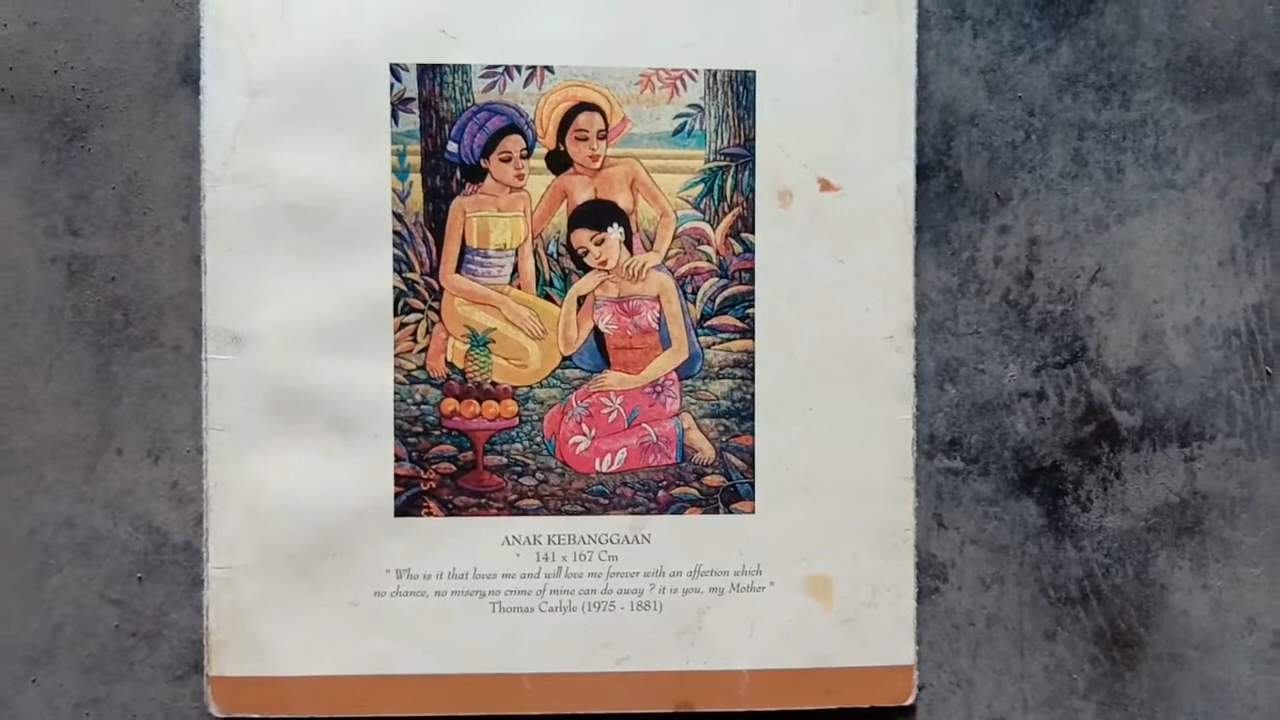 ANAK KEBANGGAAN
141 x 167 Cm
" Who is it that loves me and will love me forever with an affection which
no chance, no misery,no crime of mine can do away ? it is you, my Mother "
Thomas Carlyle (1975 - 1881)